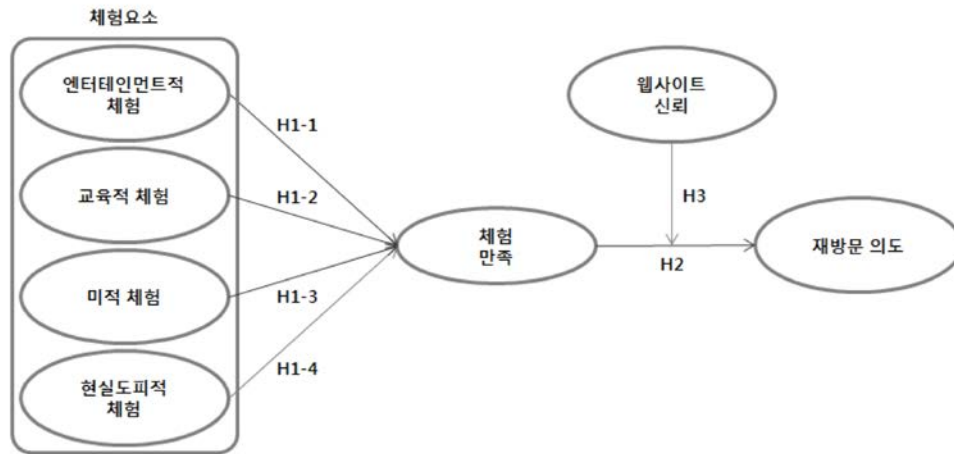 체험요소
엔터테인먼트적
체험
교육적 체험
미적 체험
현실도피적
체험
H1-1
H1-2
H1-3
H1-4
체험
만족
웹사이트
신뢰
H3
H2
재방문 의도